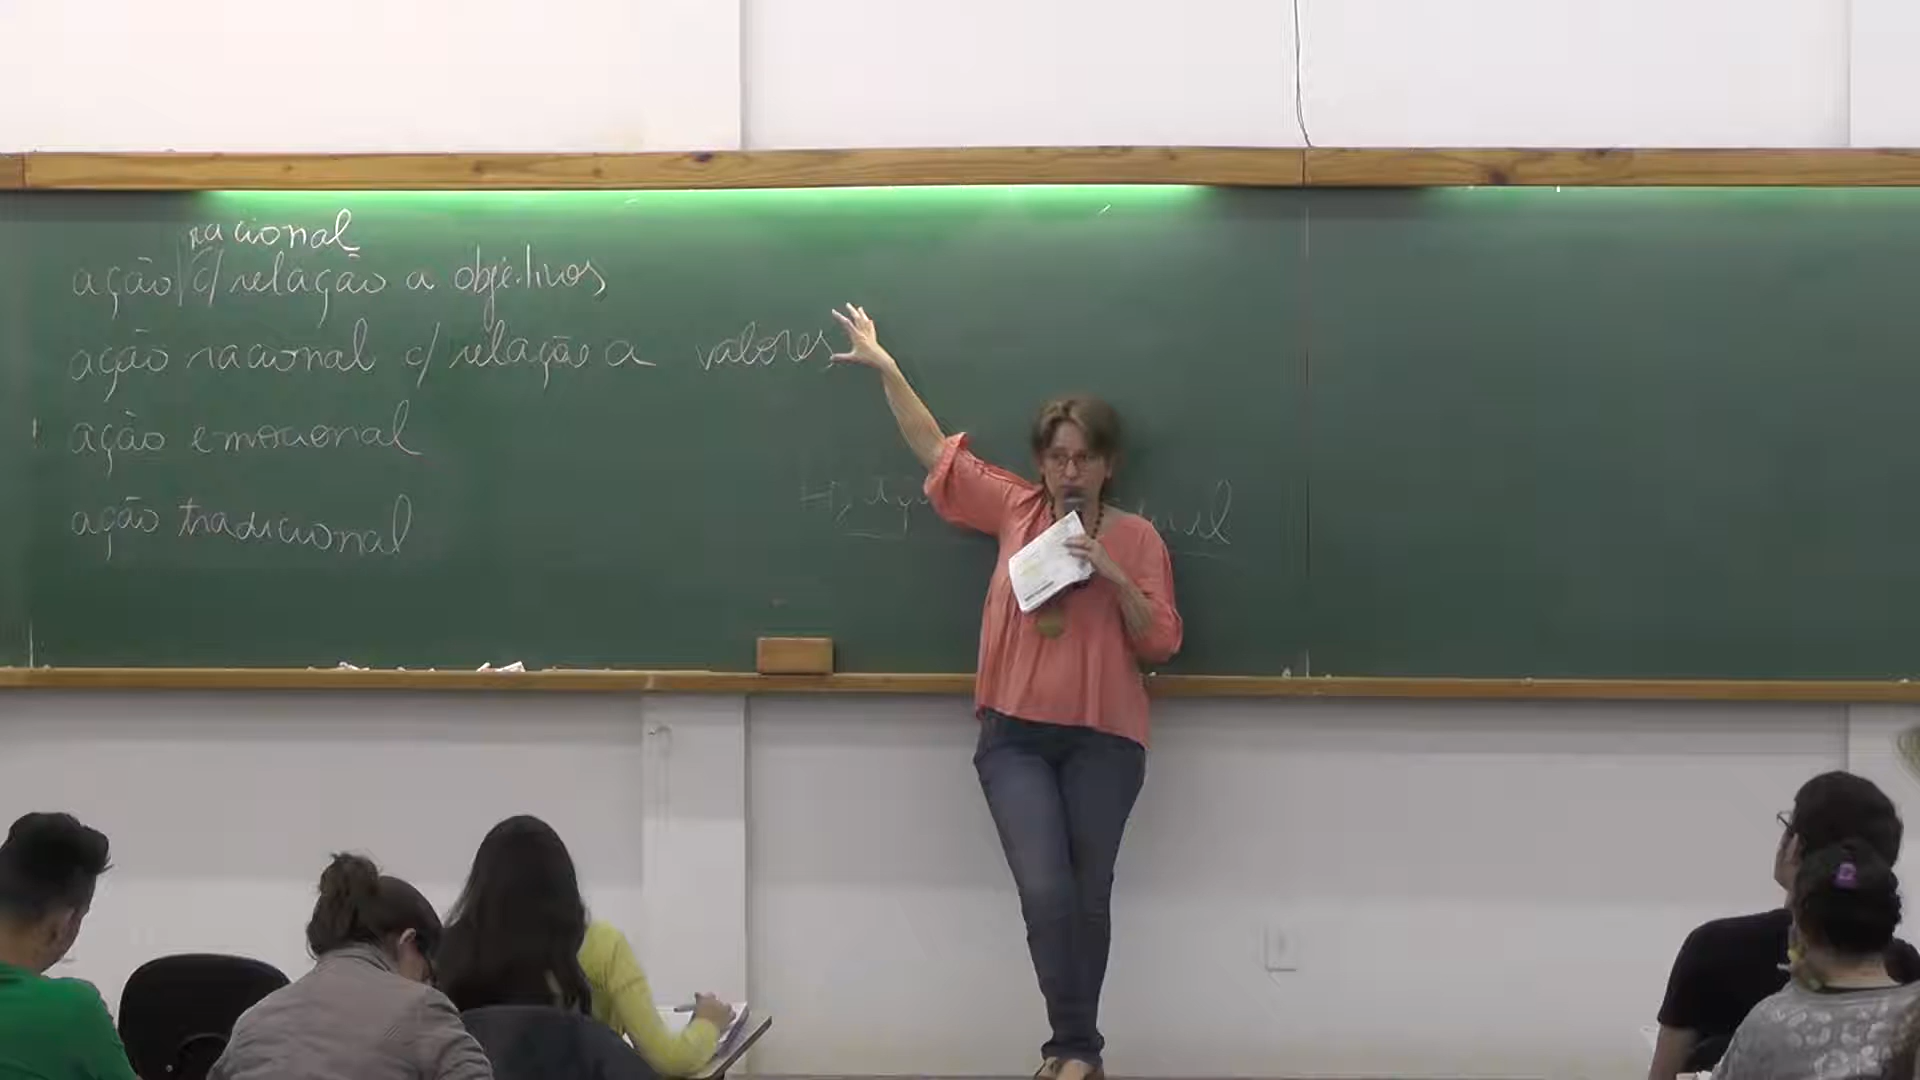 racional
ação c/ relação a objetivos
ação racional c/ relação a valores
ação emocional
ação tradicional